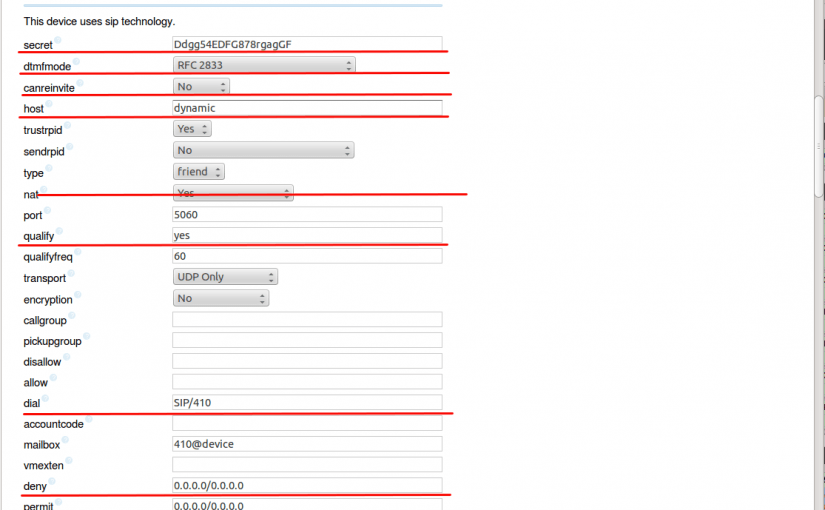 This device uses sip technology.
secret Ddgg54EDFG878rgagGF
dtmfmode RFC 2833
canreinvite No
host dynamic
trustrpid Yes
sendrpid No
type friend
nat Yes
port 5060
qualify yes
qualifyfreq 60
transport UDP Only
encryption No
callgroup
pickupgroup
disallow
allow
dial SIP/410
accountcode
mailbox 410@device
vmexten
deny 0.0.0.0/0.0.0.0
permit 0.0.0.0/0.0.0.0